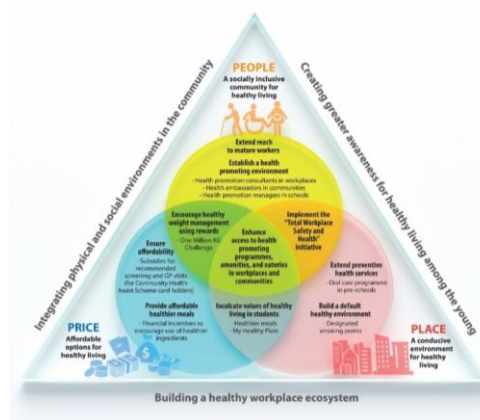 PEOPLE
A socially inclusive
community for
healthy living
Integrating physical and social environments in the community
Creating greater awareness for healthy living among the young
Extend reach
to mature workers
Establish a health
promoting environment
- Health promotion consultants in workplaces
- Health ambassadors in communities
- Health promotion managers in schools
Encourage healthy
weight management
using rewards
- One Million KG
Challenge
Implement the
"Total Workplace
Safety and
Health"
initiative
Enhance
access to health
promoting
programmes,
amenities, and eateries
in workplaces and
communities
Ensure
affordability
- Subsidies for
recommended
screening and GP visits
(for Community Health
Assist Scheme card holders)
Provide affordable
healthier meals
- Financial incentives to
encourage use of healthier
ingredients
Inculcate values of healthy
living in students
- Healthier meals
- My Healthy Plate
Extend preventive
health services
- Oral care programme
in pre-schools
Build a default
healthy environment
- Designated
smoking points
PRICE
Affordable
options for
healthy living
PLACE
A conducive
environment
for healthy
living
Building a healthy workplace ecosystem